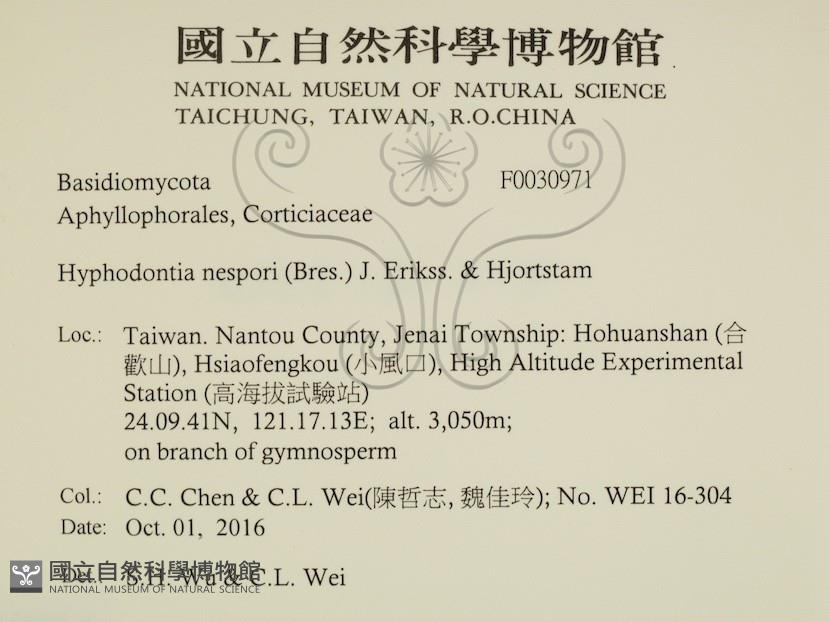 國立自然科學博物館
NATIONAL MUSEUM OF NATURAL SCIENCE
TAICHUNG, TAIWAN, R.O.CHINA
Basidiomycota F0030971
Aphyllophorales, Corticiaceae
Hyphodontia nespori (Bres.) J. Erikss. & Hjortstam
Loc.: Taiwan. Nantou County, Jenai Township: Hohuanshan (合
歡山), Hsiaofengkou (小風口), High Altitude Experimental
Station (高海拔試驗站)
24.09.41N, 121.17.13E; alt. 3,050m;
on branch of gymnosperm
Col.: C.C. Chen & C.L. Wei(陳哲志, 魏佳玲); No. WEI 16-304
Date: Oct. 01, 2016
Det.: S.H. Wu & C.L. Wei
國立自然科學博物館
NATIONAL MUSEUM OF NATURAL SCIENCE